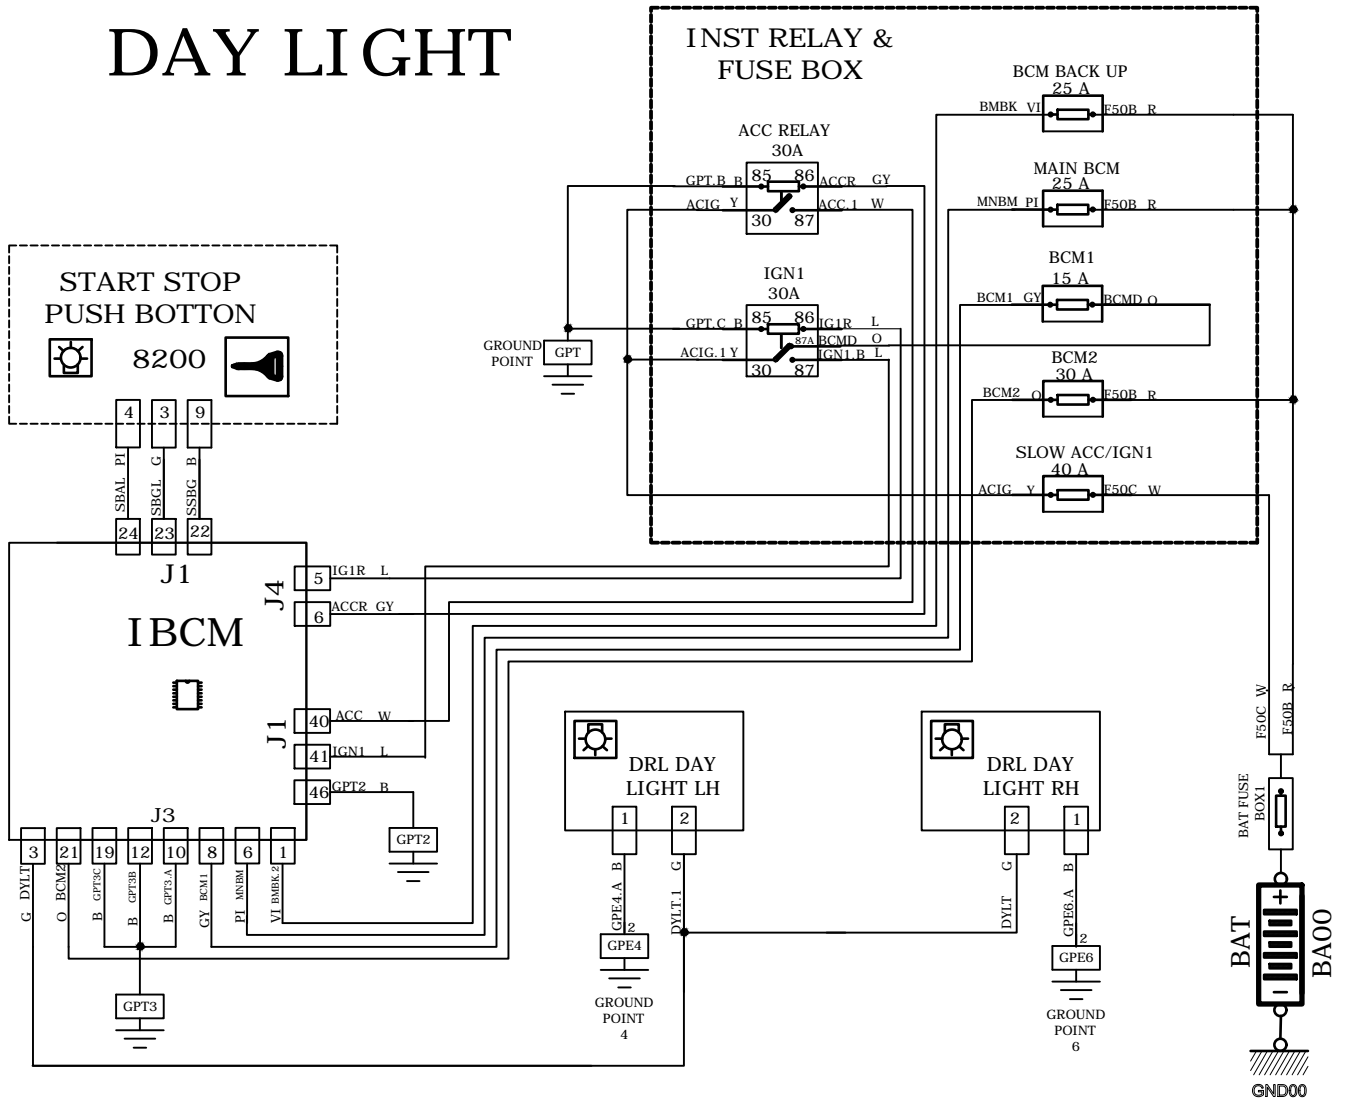 DAY LIGHT
INST RELAY &
FUSE BOX
BCM BACK UP
25 A
BMBK VI
F50B R
ACC RELAY
30A
85 86
GPT.B B
ACCR GY
ACIG Y
ACC.1 W
30 87
MAIN BCM
25 A
MNBM PI
F50B R
BCM1
15 A
BCM1 GY
BCMD O
IGN1
30A
85 86
GPT.C B
IG1R L
87A BCMD O
ACIG.1 Y
IGN1.B L
30 87
GROUND
POINT
GPT
BCM2
30 A
BCM2 O
F50B R
SLOW ACC/IGN1
40 A
ACIG Y
F50C W
START STOP
PUSH BOTTON
8200
4 3 9
SBAL PI
SBGL G
SSBG B
24 23 22
J1
IBCM
J4
5 IG1R L
6 ACCR GY
J1
40 ACC W
41 IGN1 L
46 GPT2 B
GPT2
J3
3 21 19 12 10 8 6 1
G DYLT
O BCM2
B GPT3C
B GPT3B
B GPT3.A
GY BCM1
PI MNBM
VI BMBK.2
GPT3
DRL DAY
LIGHT LH
1 2
GPE4.A B
DYLT.1 G
2
GPE4
GROUND
POINT
4
DRL DAY
LIGHT RH
2 1
DYLT G
GPE6.A B
2
GPE6
GROUND
POINT
6
F50C W
F50B R
BAT FUSE
BOX1
+
BAT
BA00
−
GND00